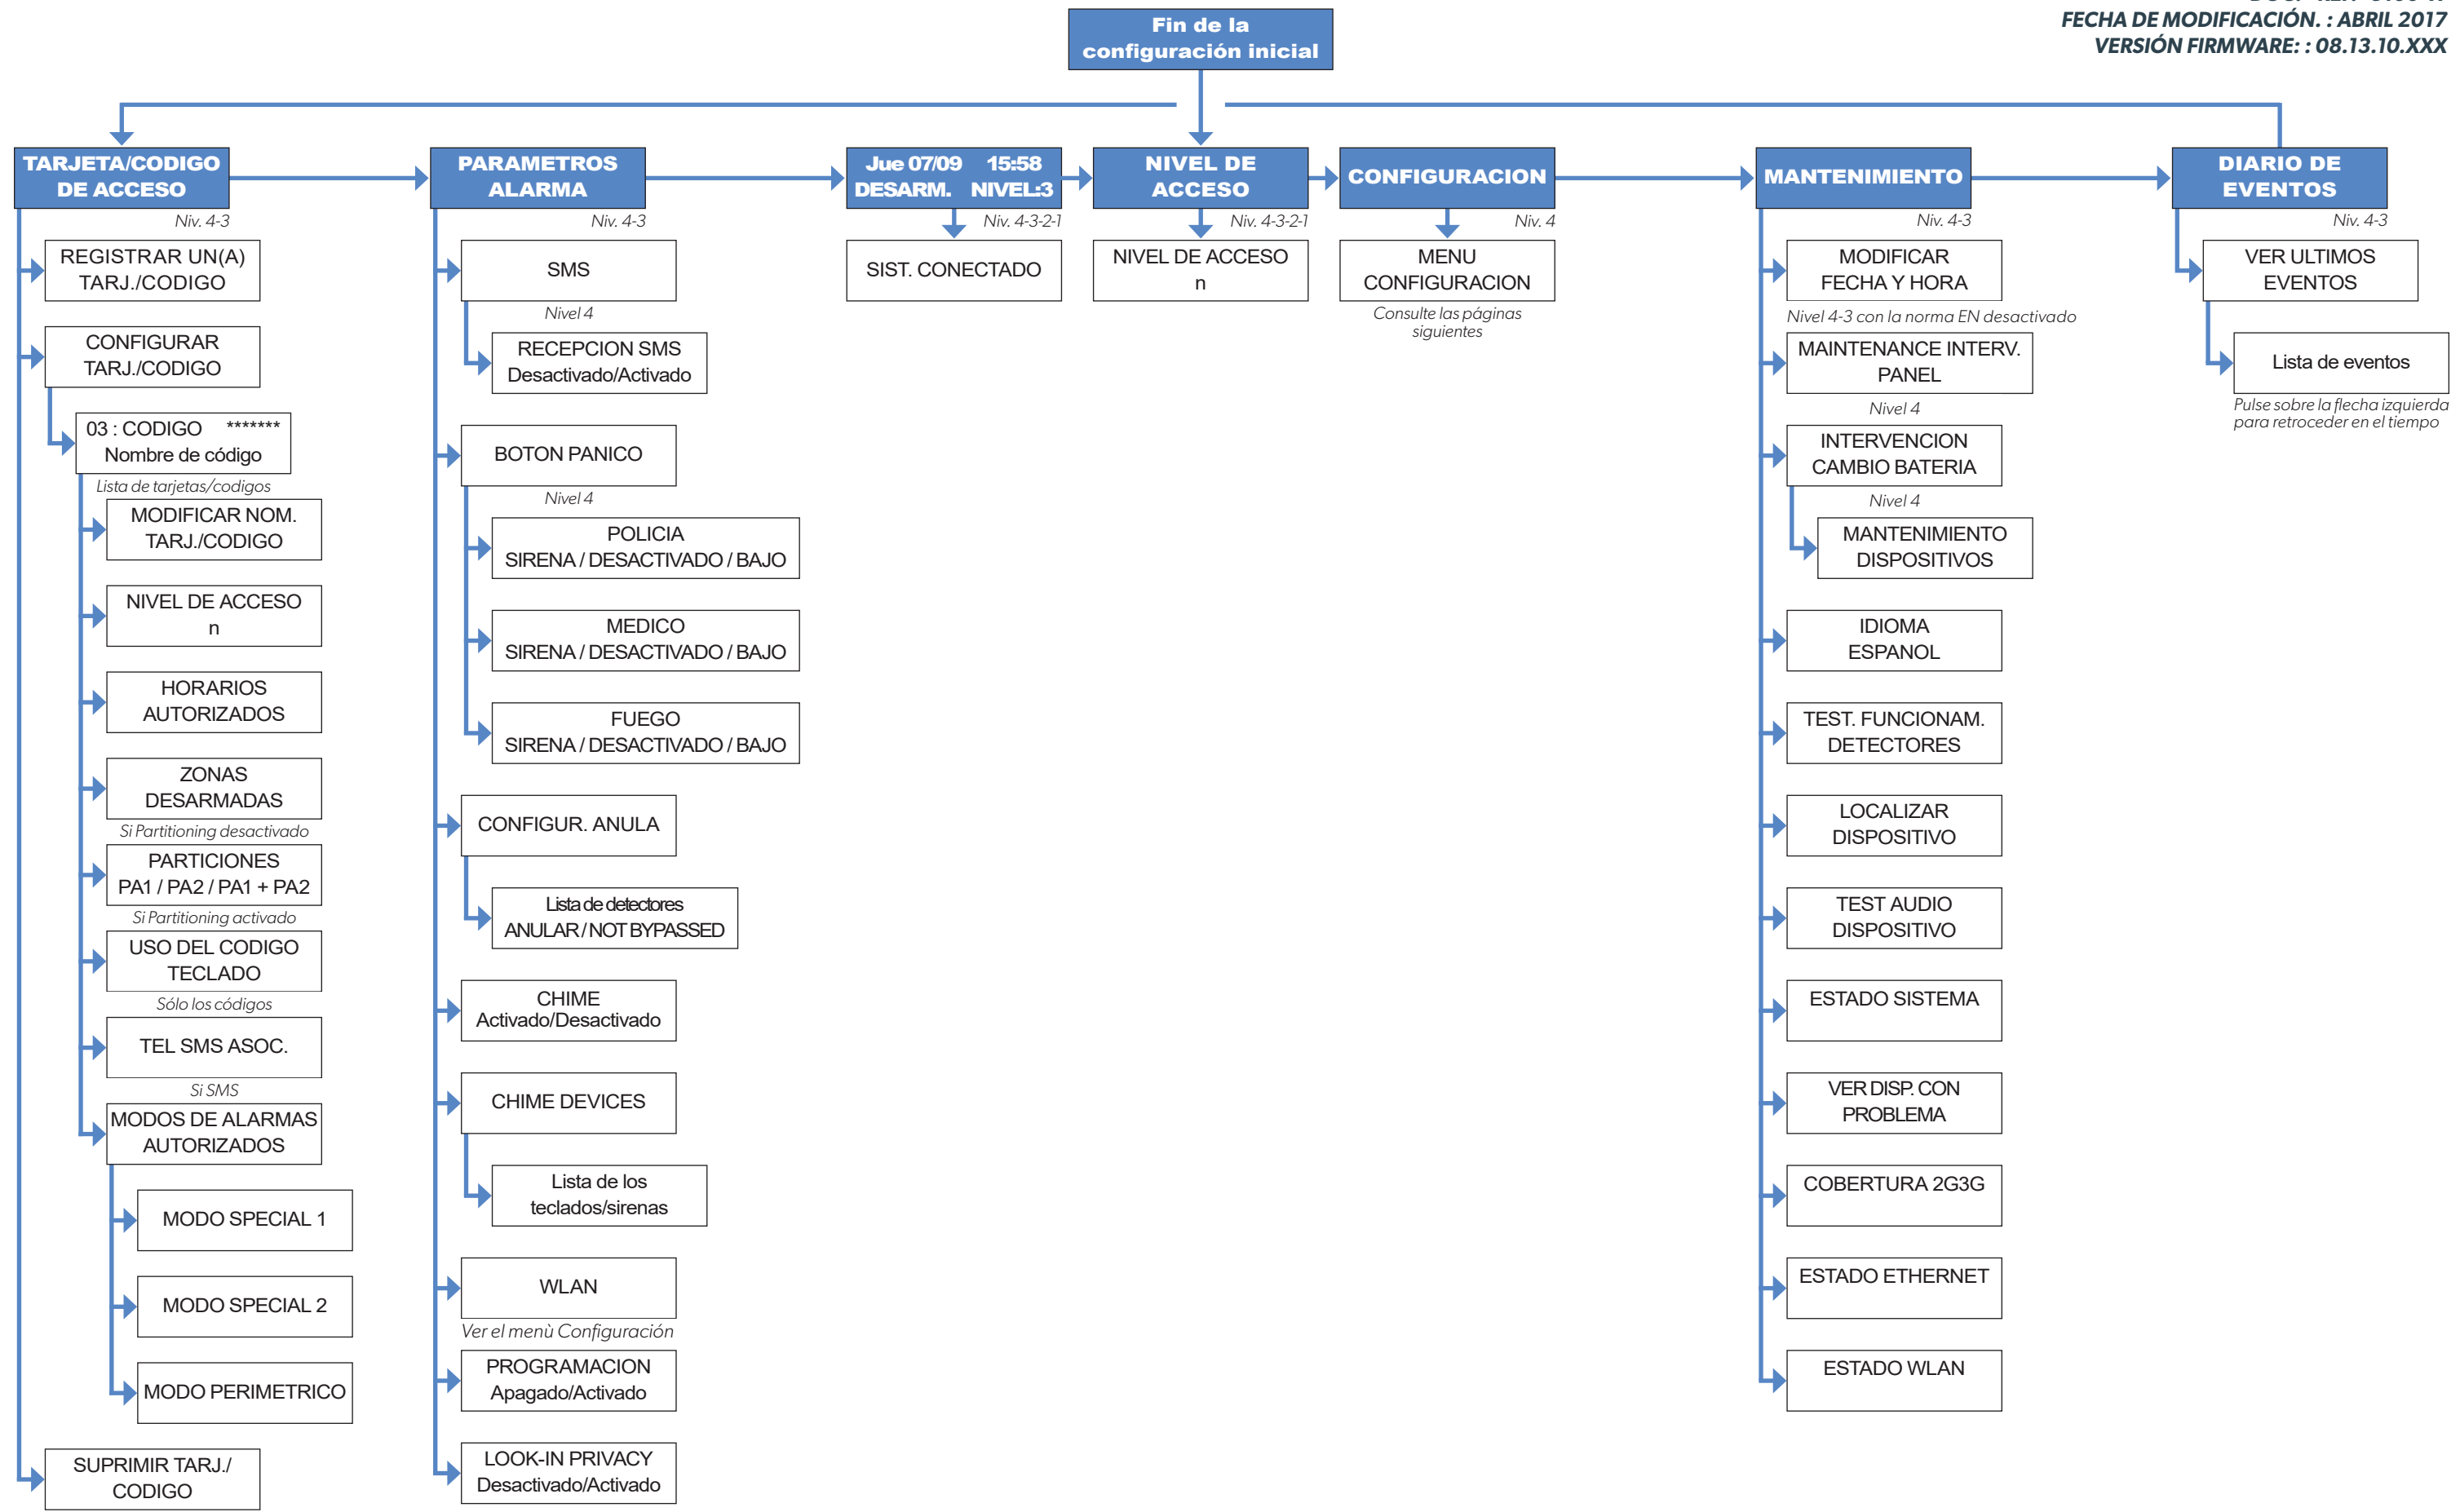 FECHA DE MODIFICACIÓN. : ABRIL 2017
VERSIÓN FIRMWARE: : 08.13.10.XXX
Fin de la
configuración inicial
TARJETA/CODIGO
DE ACCESO
Niv. 4-3
REGISTRAR UN(A)
TARJ./CODIGO
CONFIGURAR
TARJ./CODIGO
03 : CODIGO *******
Nombre de código
Lista de tarjetas/codigos
MODIFICAR NOM.
TARJ./CODIGO
NIVEL DE ACCESO
n
HORARIOS
AUTORIZADOS
ZONAS
DESARMADAS
Si Partitioning desactivado
PARTICIONES
PA1 / PA2 / PA1 + PA2
Si Partitioning activado
USO DEL CODIGO
TECLADO
Sólo los códigos
TEL SMS ASOC.
Si SMS
MODOS DE ALARMAS
AUTORIZADOS
MODO SPECIAL 1
MODO SPECIAL 2
MODO PERIMETRICO
SUPRIMIR TARJ./
CODIGO
PARAMETROS
ALARMA
Niv. 4-3
SMS
Nivel 4
RECEPCION SMS
Desactivado/Activado
BOTON PANICO
Nivel 4
POLICIA
SIRENA / DESACTIVADO / BAJO
MEDICO
SIRENA / DESACTIVADO / BAJO
FUEGO
SIRENA / DESACTIVADO / BAJO
CONFIGUR. ANULA
Lista de detectores
ANULAR / NOT BYPASSED
CHIME
Activado/Desactivado
CHIME DEVICES
Lista de los
teclados/sirenas
WLAN
Ver el menù Configuración
PROGRAMACION
Apagado/Activado
LOOK-IN PRIVACY
Desactivado/Activado
Jue 07/09 15:58
DESARM. NIVEL:3
Niv. 4-3-2-1
SIST. CONECTADO
NIVEL DE
ACCESO
Niv. 4-3-2-1
NIVEL DE ACCESO
n
CONFIGURACION
Niv. 4
MENU
CONFIGURACION
Consulte las páginas
siguientes
MANTENIMIENTO
Niv. 4-3
MODIFICAR
FECHA Y HORA
Nivel 4-3 con la norma EN desactivado
MAINTENANCE INTERV.
PANEL
Nivel 4
INTERVENCION
CAMBIO BATERIA
Nivel 4
MANTENIMIENTO
DISPOSITIVOS
IDIOMA
ESPANOL
TEST. FUNCIONAM.
DETECTORES
LOCALIZAR
DISPOSITIVO
TEST AUDIO
DISPOSITIVO
ESTADO SISTEMA
VER DISP. CON
PROBLEMA
COBERTURA 2G3G
ESTADO ETHERNET
ESTADO WLAN
DIARIO DE
EVENTOS
Niv. 4-3
VER ULTIMOS
EVENTOS
Lista de eventos
Pulse sobre la flecha izquierda
para retroceder en el tiempo